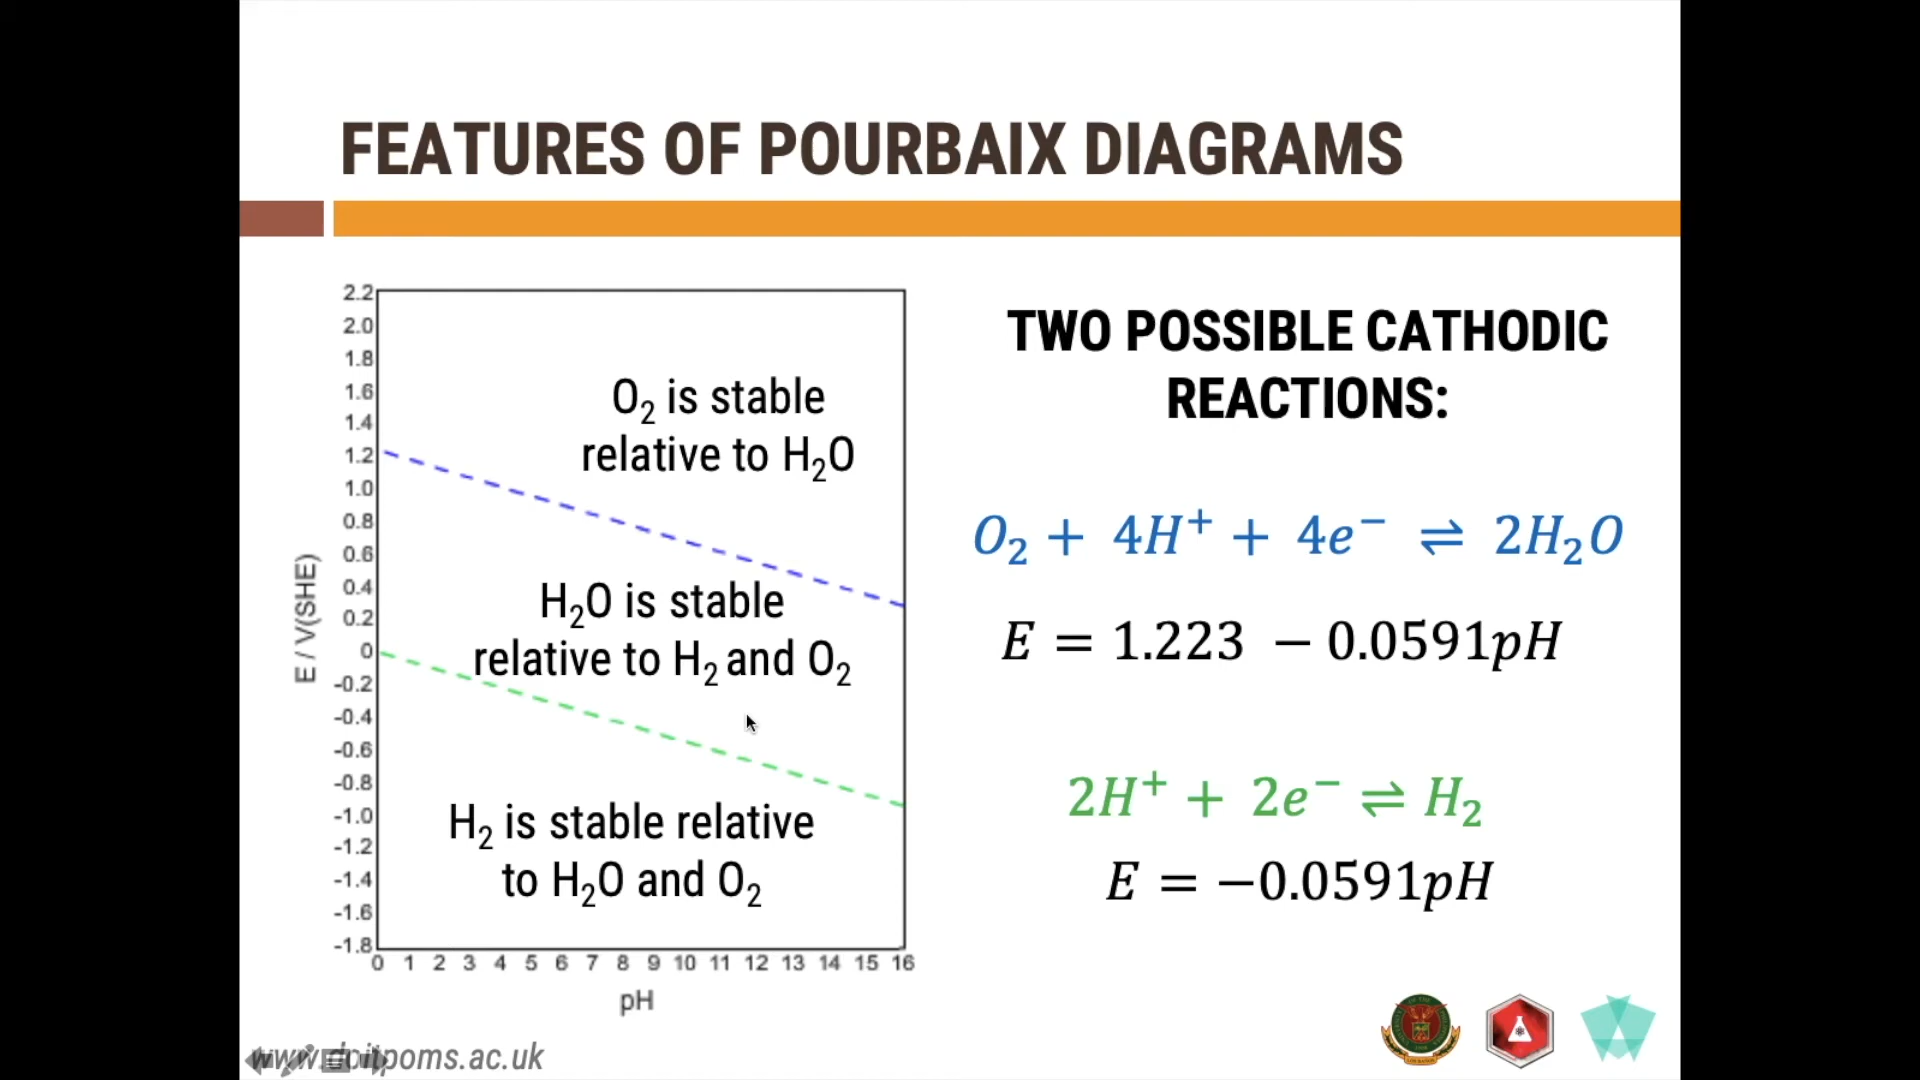 FEATURES OF POURBAIX DIAGRAMS
2.2
2.0
1.8
1.6
1.4
1.2
1.0
0.8
0.6
0.4
0.2
0
-0.2
-0.4
-0.6
-0.8
-1.0
-1.2
-1.4
-1.6
-1.8
E / V(SHE)
O₂ is stable
relative to H₂O
H₂O is stable
relative to H₂ and O₂
H₂ is stable relative
to H₂O and O₂
0 1 2 3 4 5 6 7 8 9 10 11 12 13 14 15 16
pH
TWO POSSIBLE CATHODIC
REACTIONS:
O₂ + 4H⁺ + 4e⁻ ⇌ 2H₂O
E = 1.223 − 0.0591pH
2H⁺ + 2e⁻ ⇌ H₂
E = −0.0591pH
www.doitpoms.ac.uk